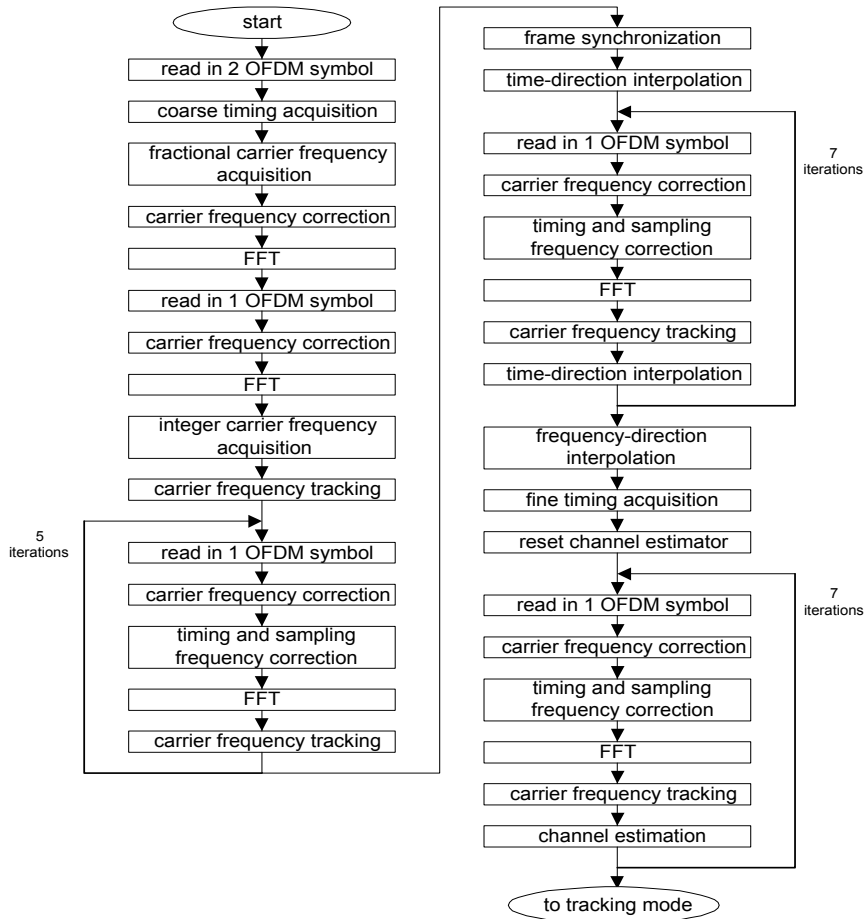 start
read in 2 OFDM symbol
coarse timing acquisition
fractional carrier frequency
acquisition
carrier frequency correction
FFT
read in 1 OFDM symbol
carrier frequency correction
FFT
integer carrier frequency
acquisition
carrier frequency tracking
5
iterations
read in 1 OFDM symbol
carrier frequency correction
timing and sampling
frequency correction
FFT
carrier frequency tracking
frame synchronization
time-direction interpolation
7
iterations
read in 1 OFDM symbol
carrier frequency correction
timing and sampling
frequency correction
FFT
carrier frequency tracking
time-direction interpolation
frequency-direction
interpolation
fine timing acquisition
reset channel estimator
7
iterations
read in 1 OFDM symbol
carrier frequency correction
timing and sampling
frequency correction
FFT
carrier frequency tracking
channel estimation
to tracking mode